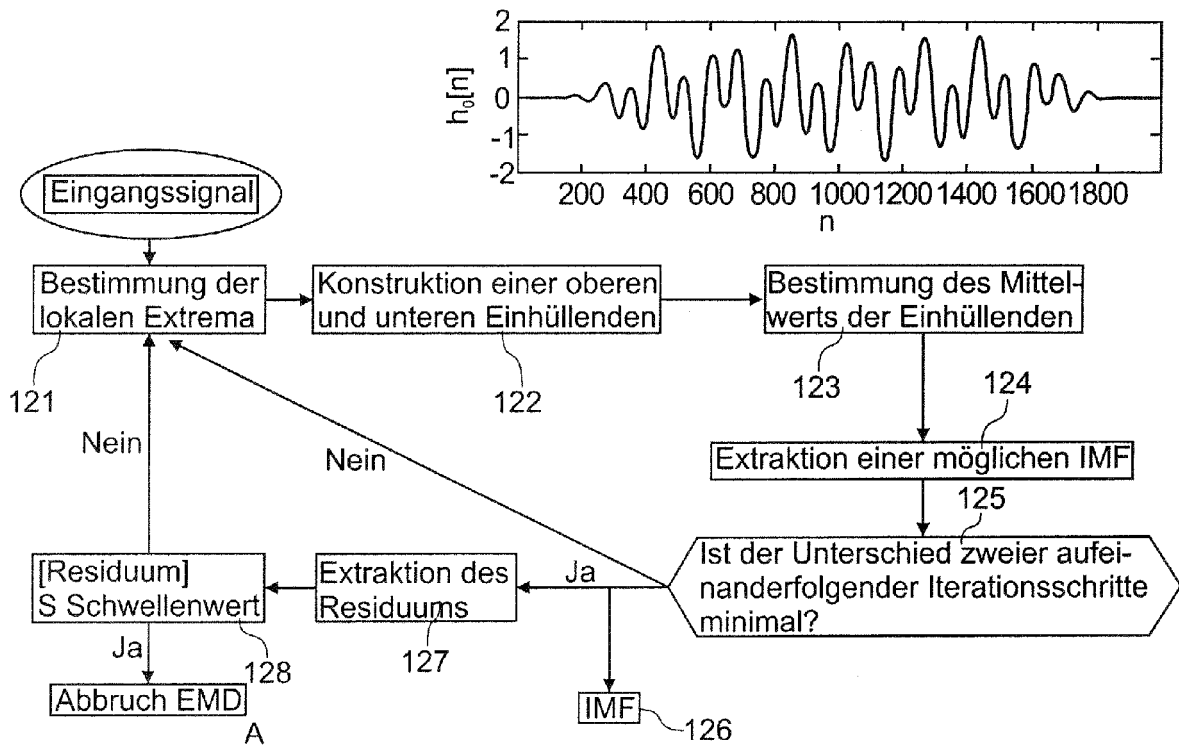 2
1
0
-1
-2
h₀[n]
200 400 600 800 1000 1200 1400 1600 1800
n
Eingangssignal
Bestimmung der
lokalen Extrema
121
Konstruktion einer oberen
und unteren Einhüllenden
122
Bestimmung des Mittel-
werts der Einhüllenden
123
124
Extraktion einer möglichen IMF
125
Ist der Unterschied zweier aufei-
nanderfolgender Iterationsschritte
minimal?
Nein
Nein
Ja
IMF
126
Extraktion des
Residuums
127
[Residuum]
S Schwellenwert
128
Ja
Abbruch EMD
A